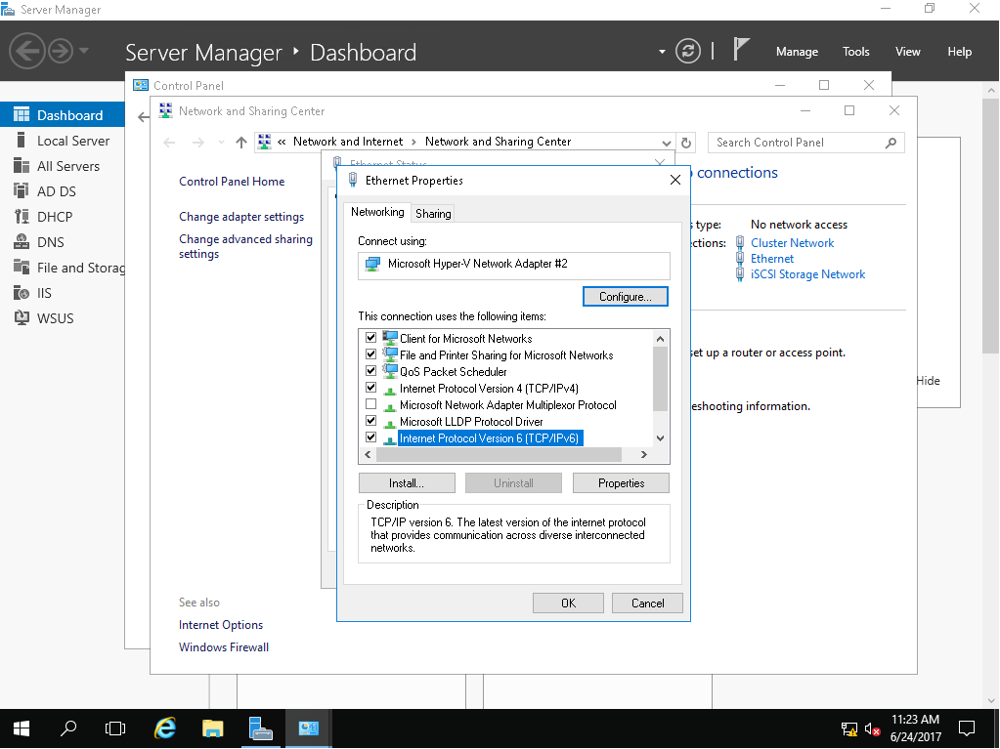 Server Manager
Server Manager ‣ Dashboard
Manage Tools View Help
Control Panel
Network and Sharing Center
Dashboard
Local Server
All Servers
AD DS
DHCP
DNS
File and Storag
IIS
WSUS
« Network and Internet › Network and Sharing Center
Search Control Panel
Control Panel Home
Change adapter settings
Change advanced sharing
settings
See also
Internet Options
Windows Firewall
Ethernet Status
connections
type: No network access
ctions: Cluster Network
Ethernet
iSCSI Storage Network
set up a router or access point.
eshooting information.
Hide
Ethernet Properties
Networking Sharing
Connect using:
Microsoft Hyper-V Network Adapter #2
Configure...
This connection uses the following items:
Client for Microsoft Networks
File and Printer Sharing for Microsoft Networks
QoS Packet Scheduler
Internet Protocol Version 4 (TCP/IPv4)
Microsoft Network Adapter Multiplexor Protocol
Microsoft LLDP Protocol Driver
Internet Protocol Version 6 (TCP/IPv6)
Install... Uninstall Properties
Description
TCP/IP version 6. The latest version of the internet protocol
that provides communication across diverse interconnected
networks.
OK Cancel
11:23 AM
6/24/2017